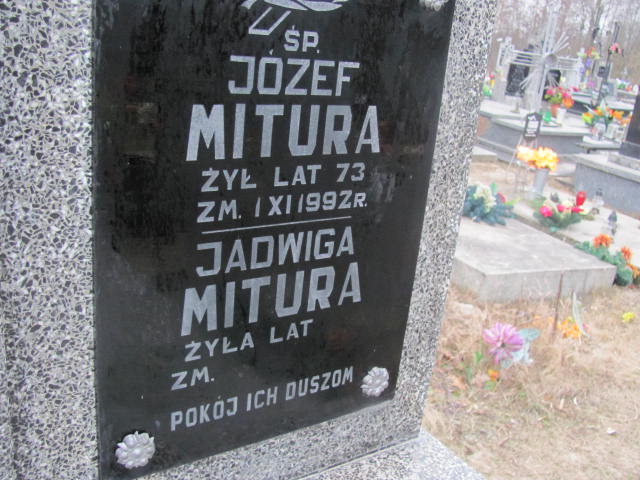 ŚP.
JÓZEF
MITURA
ŻYŁ LAT 73
ZM. 1 XI 1992R.
JADWIGA
MITURA
ŻYŁA LAT
ZM.
POKÓJ ICH DUSZOM